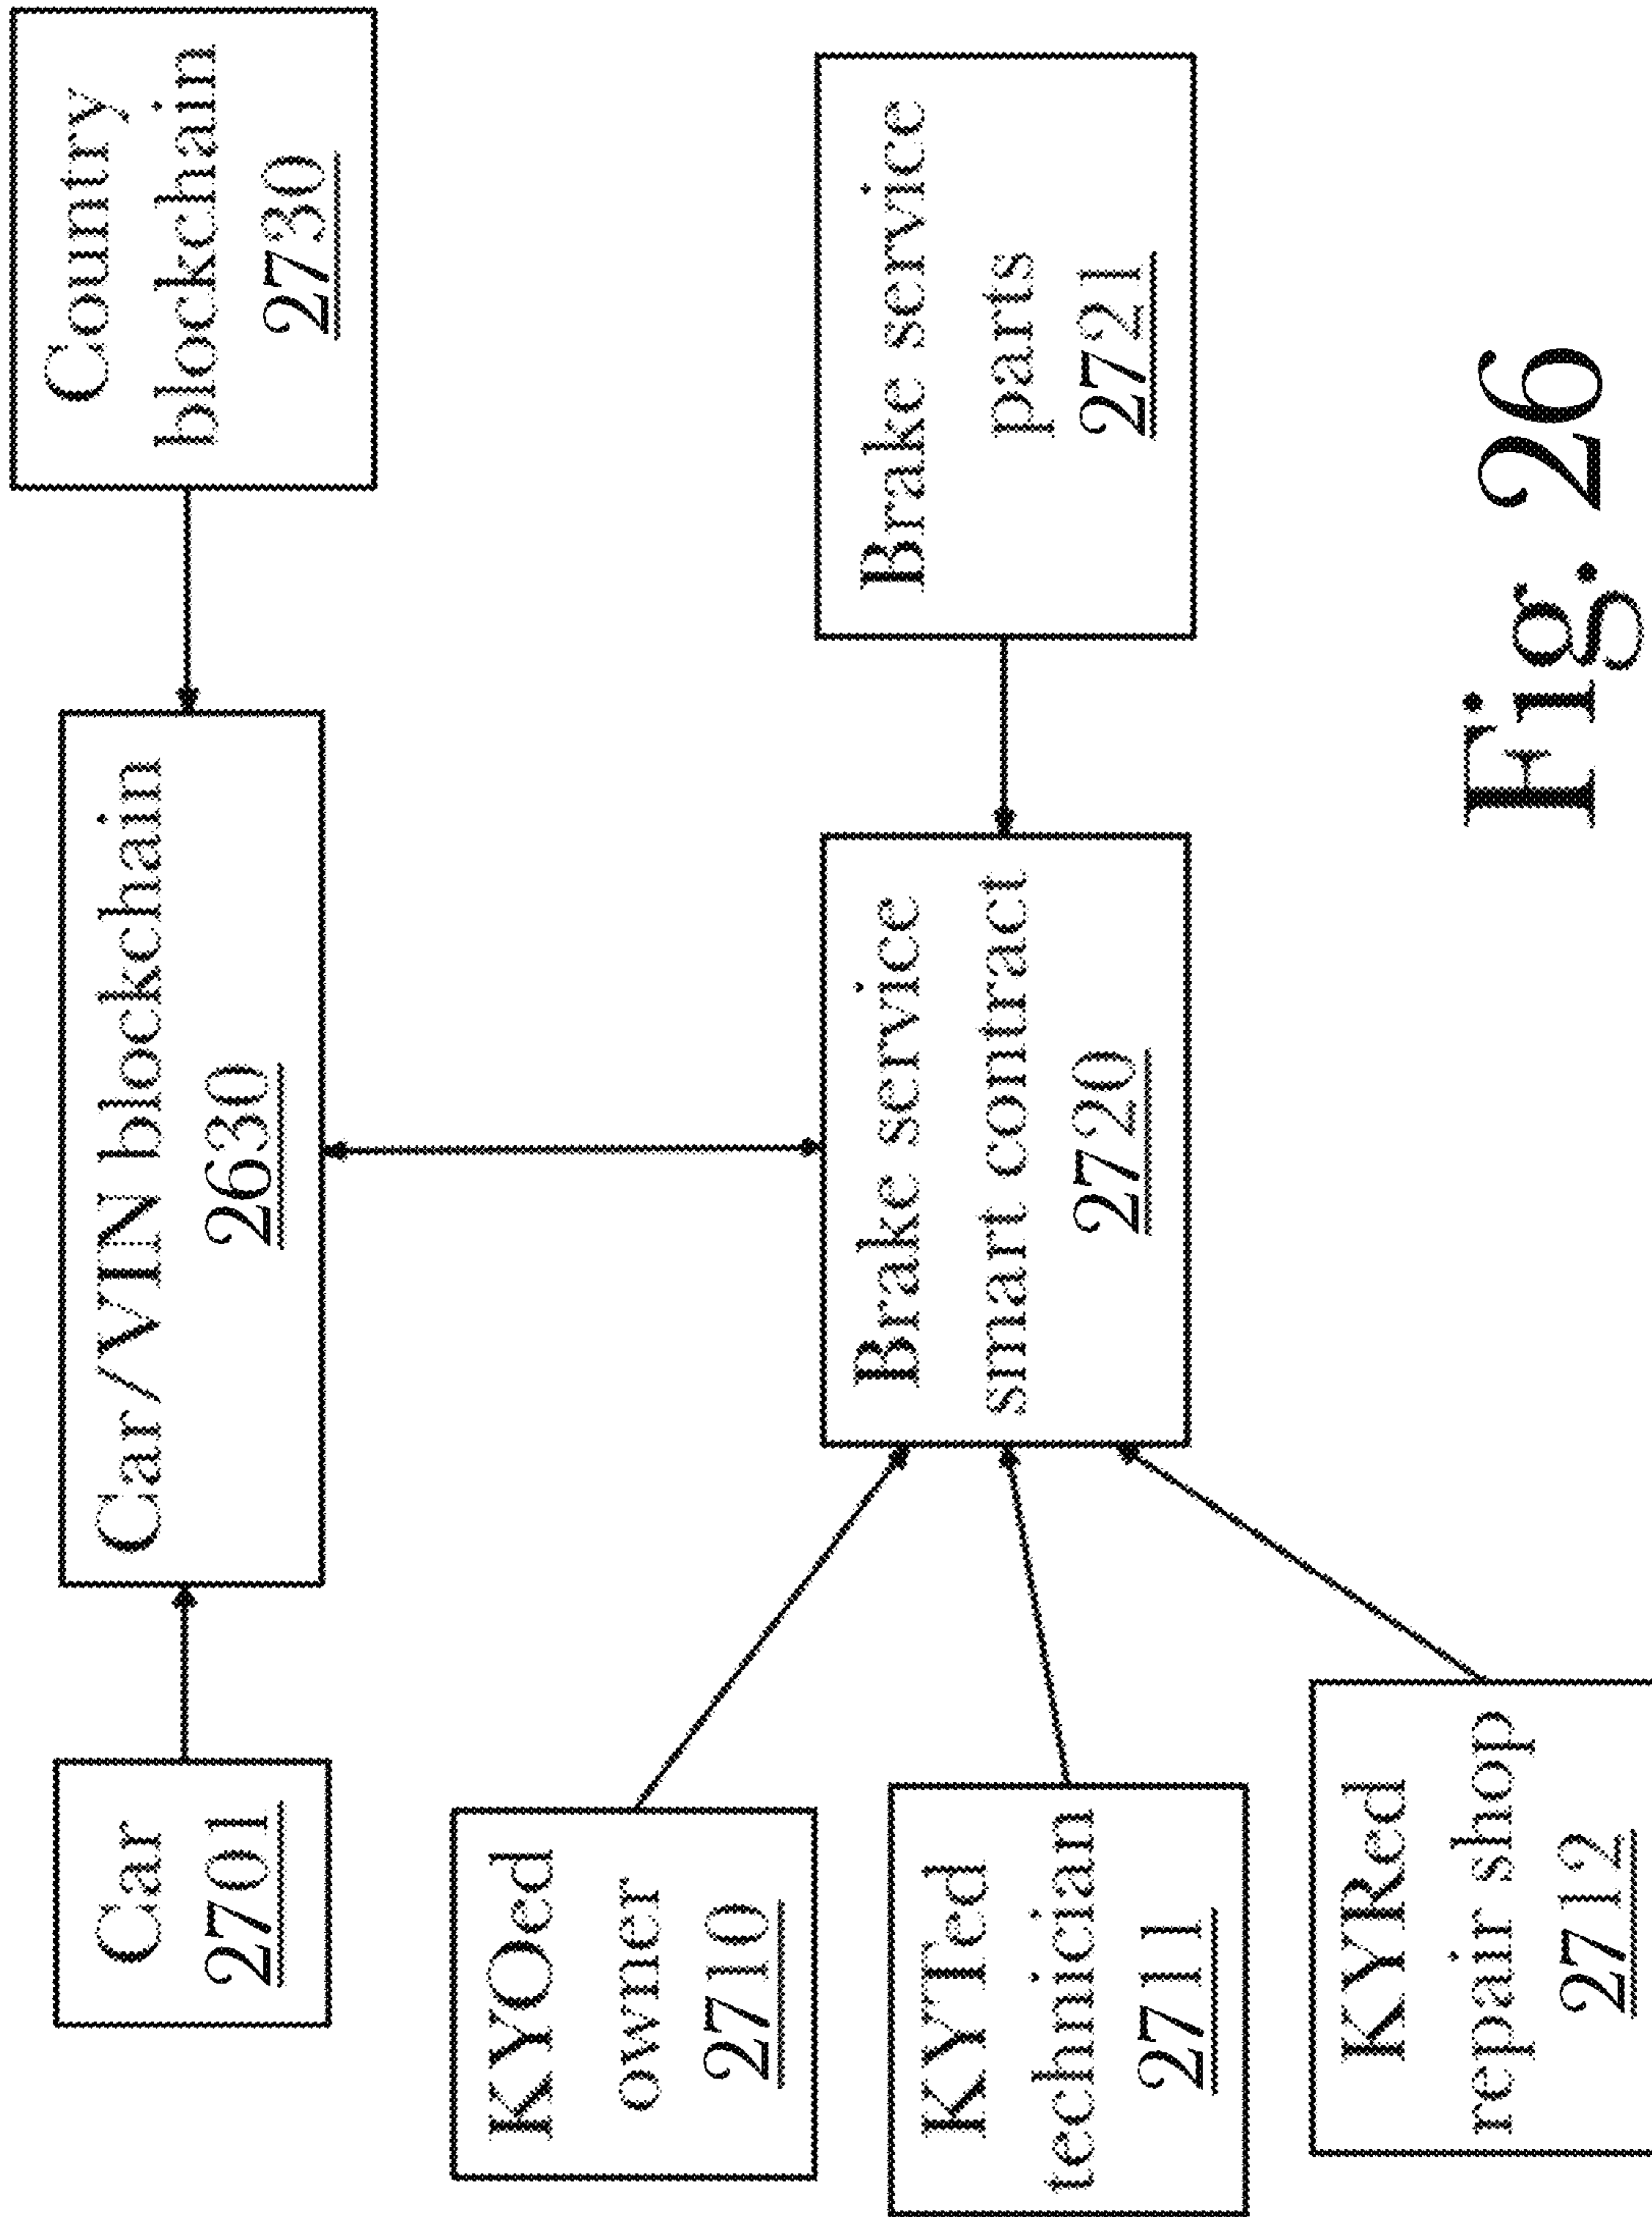 Car
2701
Car/VIN blockchain
2630
Country
blockchain
2730
KYOed
owner
2710
KYTed
technician
2711
KYRed
repair shop
2712
Brake service
smart contract
2720
Brake service
parts
2721
Fig. 26